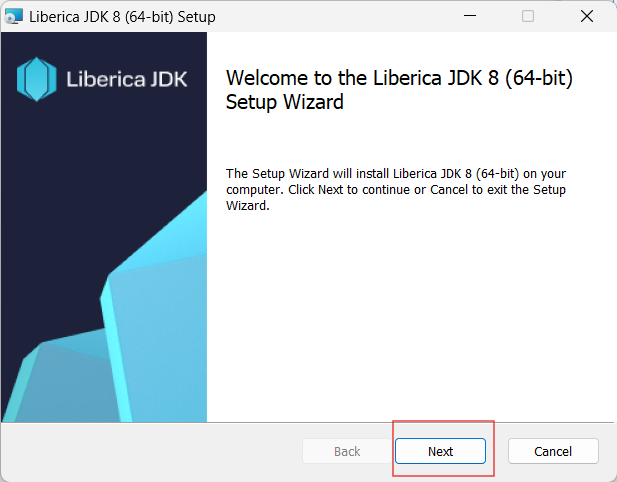 Liberica JDK 8 (64-bit) Setup
Liberica JDK
Welcome to the Liberica JDK 8 (64-bit)
Setup Wizard
The Setup Wizard will install Liberica JDK 8 (64-bit) on your
computer. Click Next to continue or Cancel to exit the Setup
Wizard.
Back
Next
Cancel